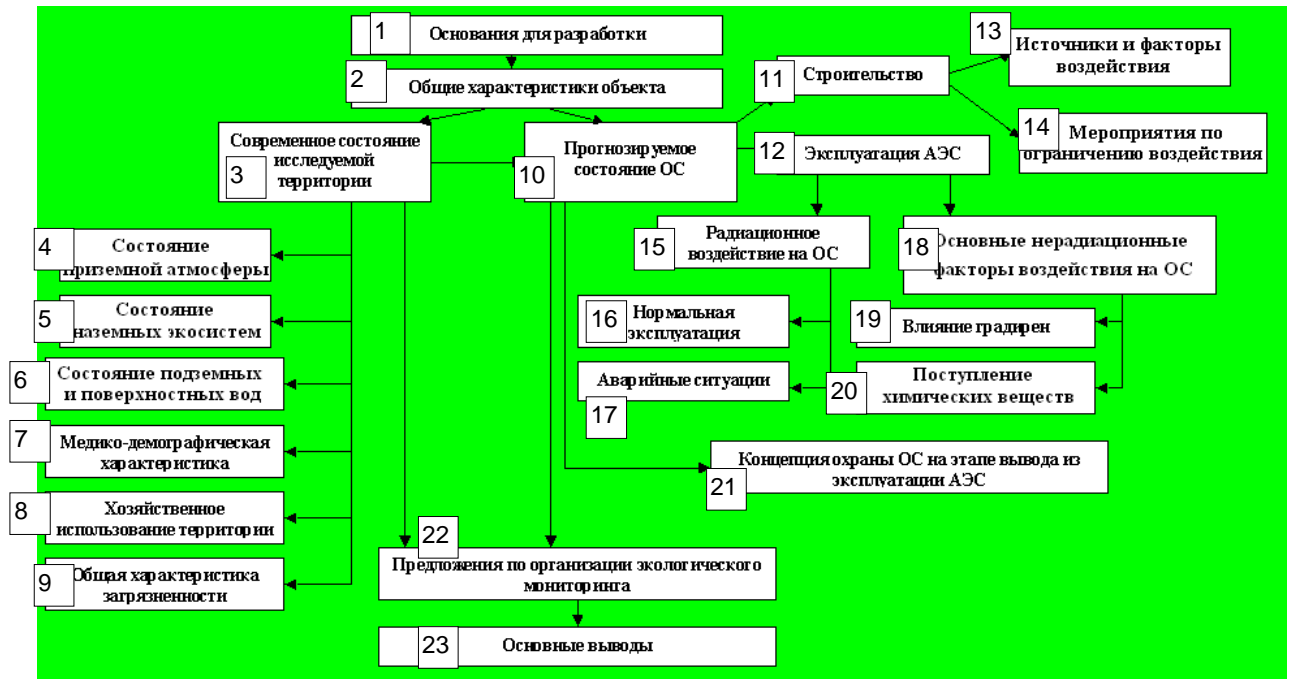 1
Основания для разработки
2
Общие характеристики объекта
3
Современное состояние
исследуемой
территории
4
Состояние
приземной атмосферы
5
Состояние
наземных экосистем
6
Состояние подземных
и поверхностных вод
7
Медико-демографическая
характеристика
8
Хозяйственное
использование территории
9
Общая характеристика
загрязненности
10
Прогнозируемое
состояние ОС
11
Строительство
12
Эксплуатация АЭС
13
Источники и факторы
воздействия
14
Мероприятия по
ограничению воздействия
15
Радиационное
воздействие на ОС
16
Нормальная
эксплуатация
17
Аварийные ситуации
18
Основные нерадиационные
факторы воздействия на ОС
19
Влияние градирен
20
Поступление
химических веществ
21
Концепция охраны ОС на этапе вывода из
эксплуатации АЭС
22
Предложения по организации экологического
мониторинга
23
Основные выводы